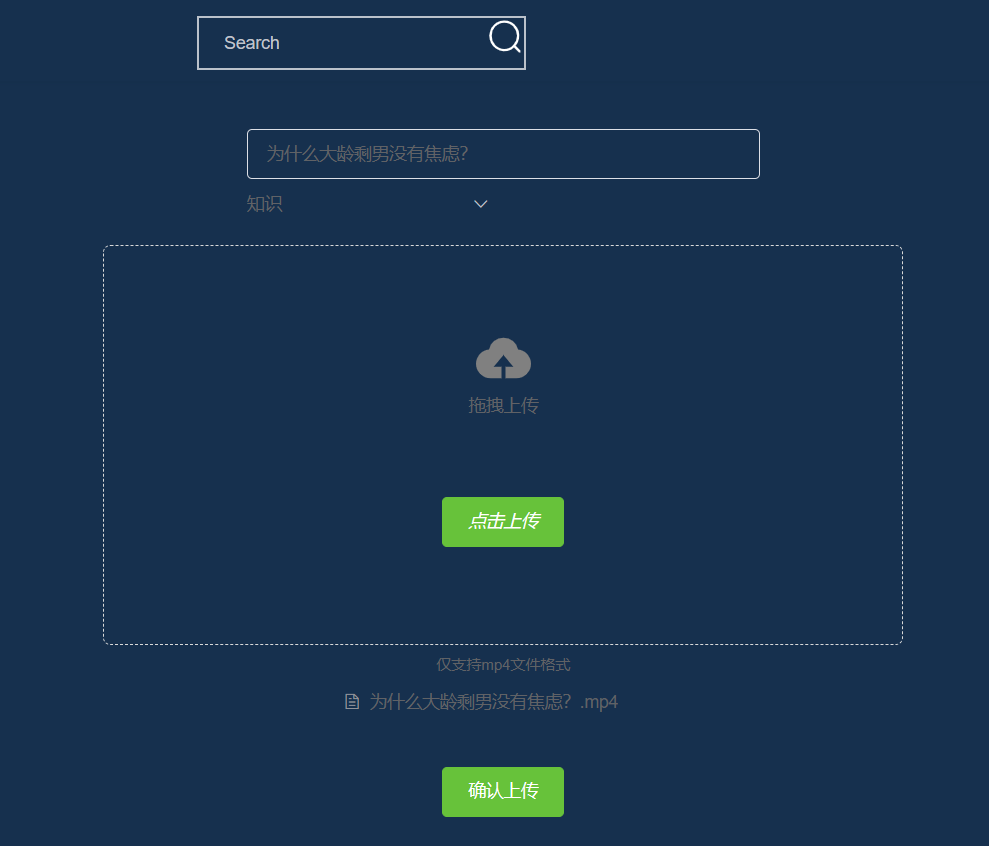 Search
为什么大龄剩男没有焦虑？
知识
拖拽上传
点击上传
仅支持mp4文件格式
为什么大龄剩男没有焦虑？.mp4
确认上传